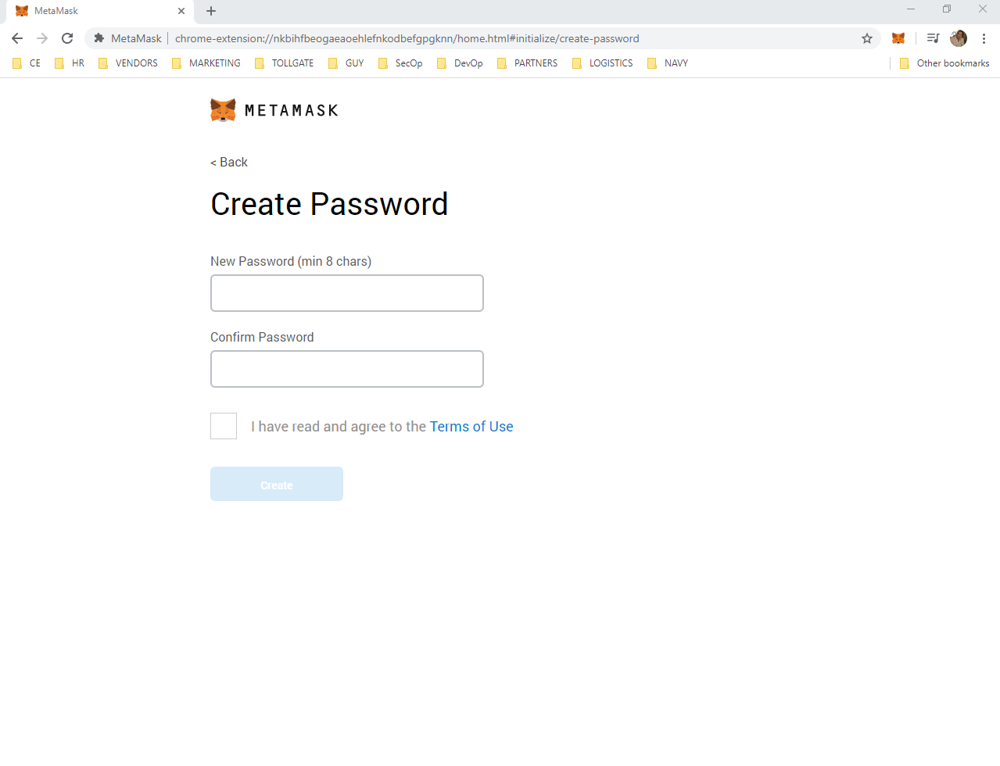 MetaMask
MetaMask chrome-extension://nkbihfbeogaeaoehlefnkodbefgpgknn/home.html#initialize/create-password
CE HR VENDORS MARKETING TOLLGATE GUY SecOp DevOp PARTNERS LOGISTICS NAVY Other bookmarks
METAMASK
< Back
Create Password
New Password (min 8 chars)
Confirm Password
I have read and agree to the Terms of Use
Create